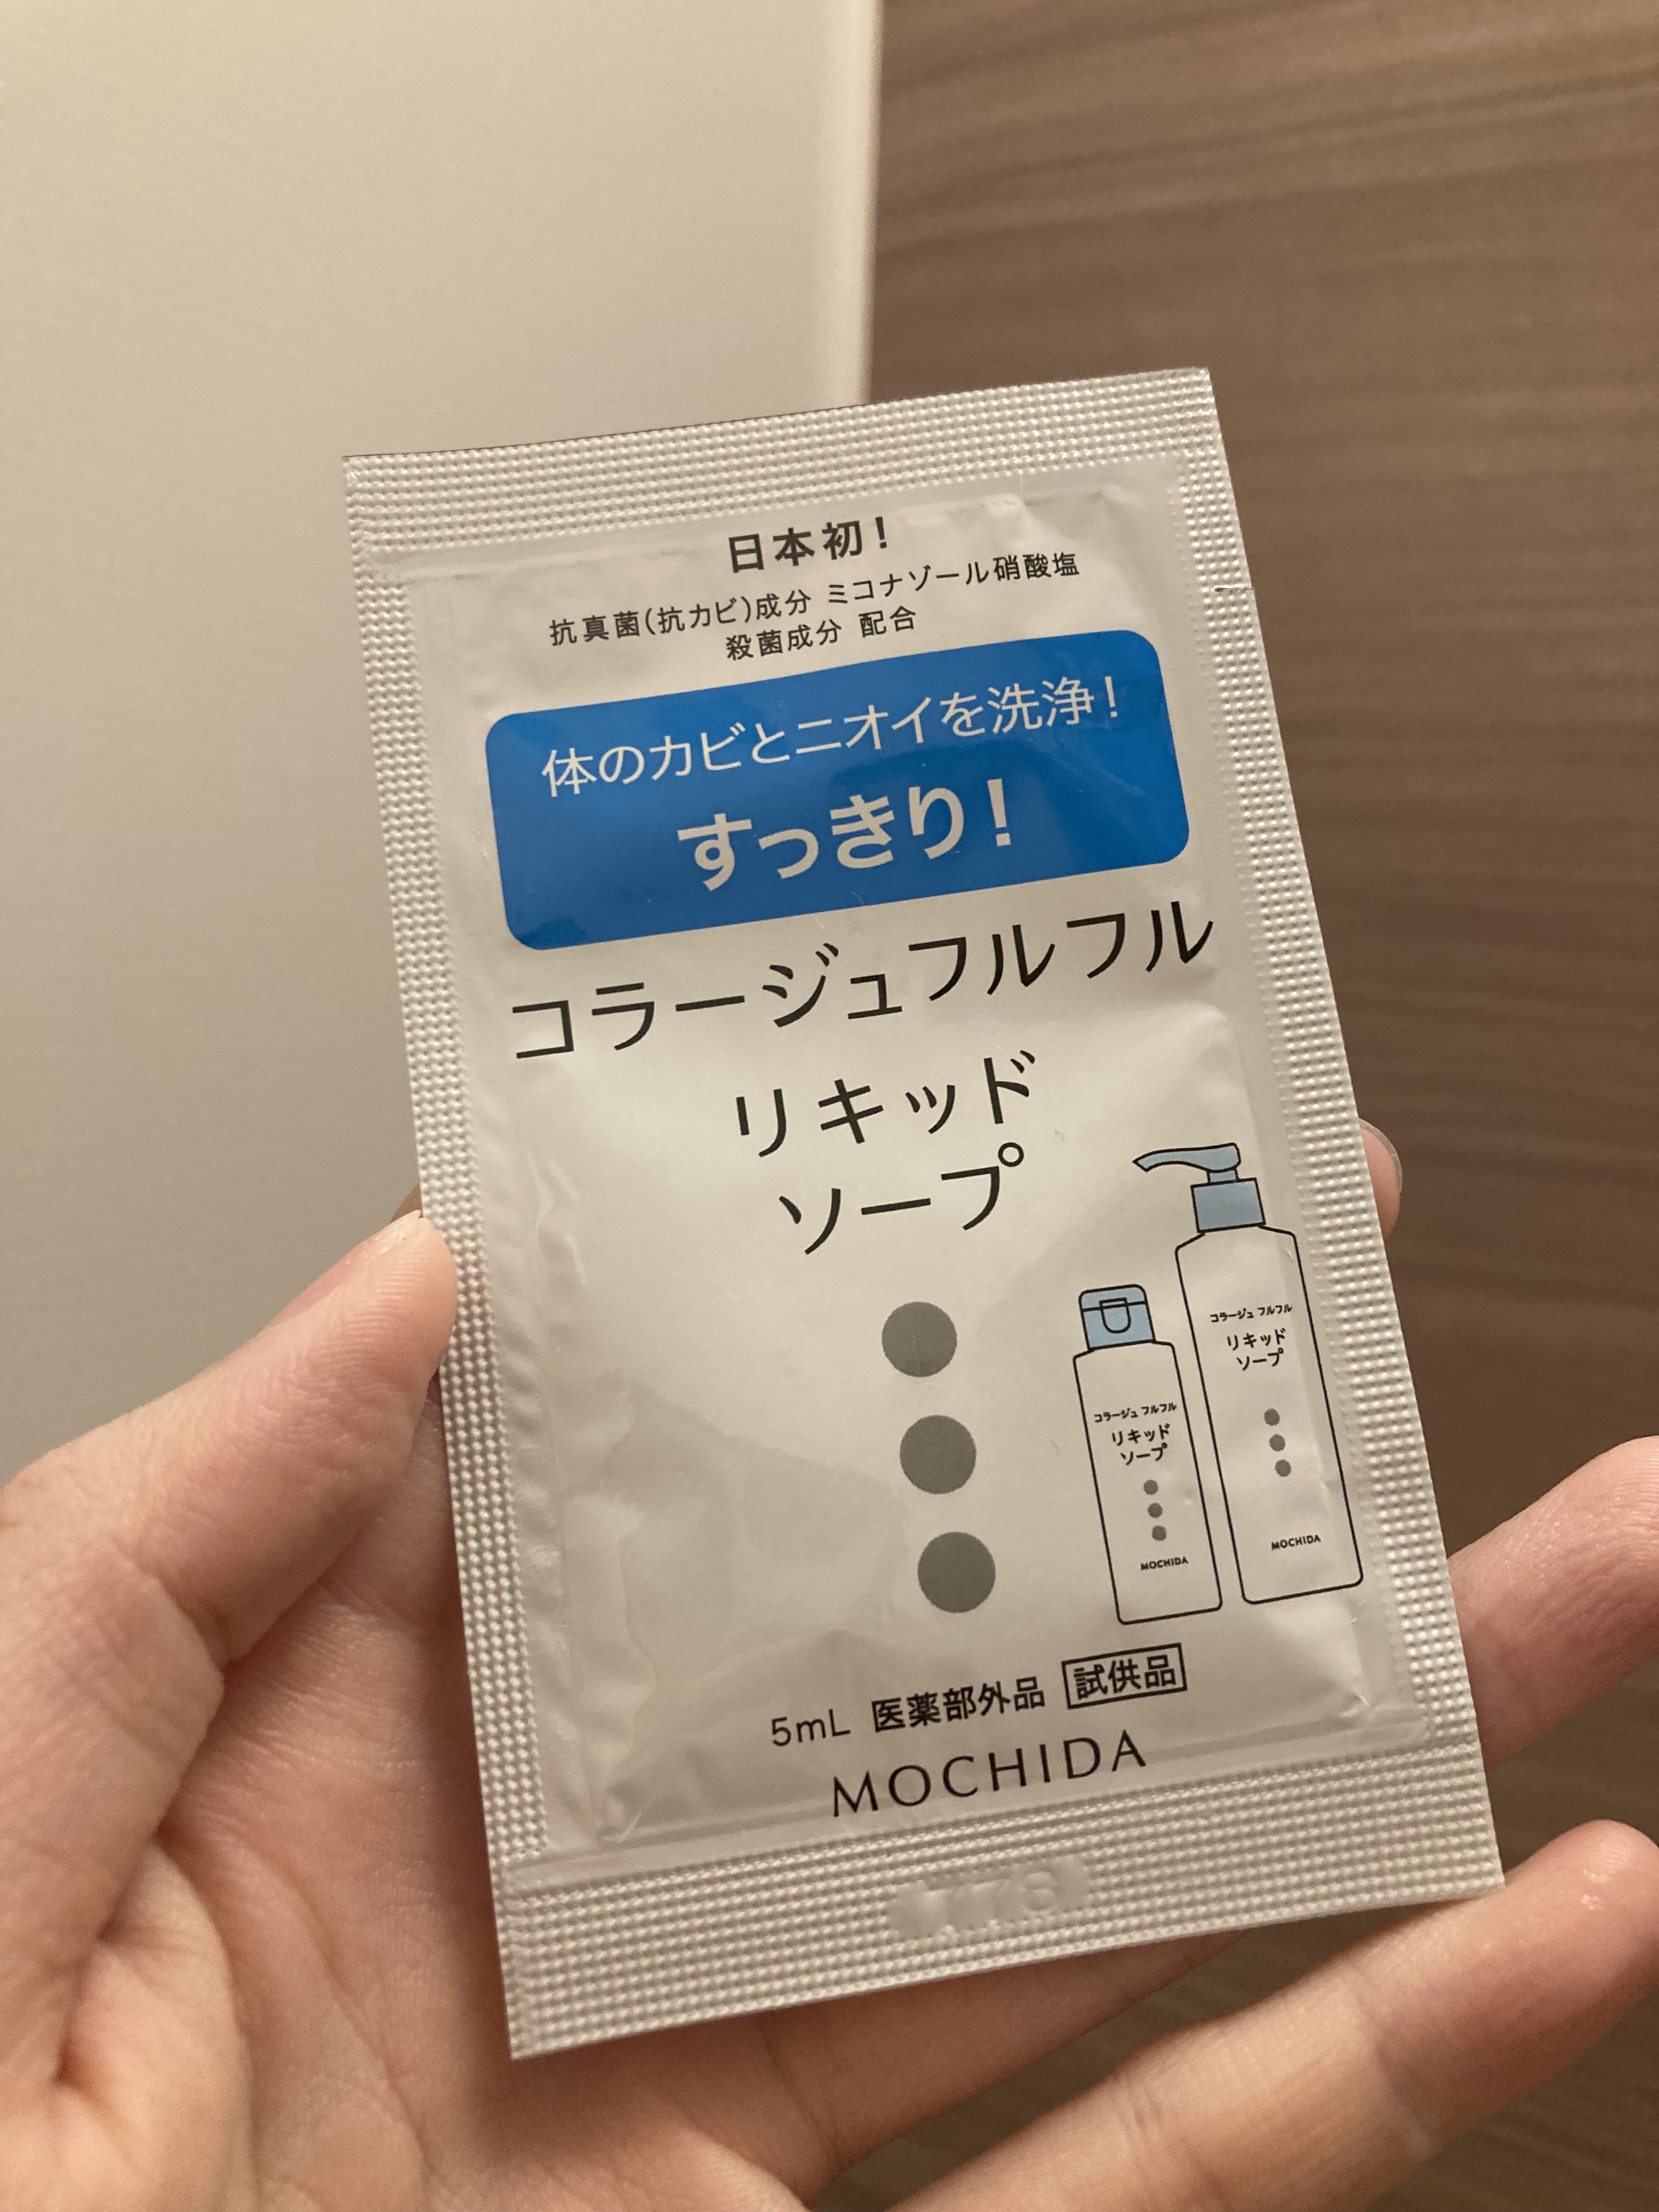 日本初!
抗真菌(抗カビ)成分 ミコナゾール硝酸塩
殺菌成分 配合
体のカビとニオイを洗浄!
すっきり!
コラージュフルフル
リキッド
ソープ
コラージュ フルフル
リキッド
ソープ
MOCHIDA
コラージュ フルフル
リキッド
ソープ
MOCHIDA
5mL 医薬部外品 試供品
MOCHIDA